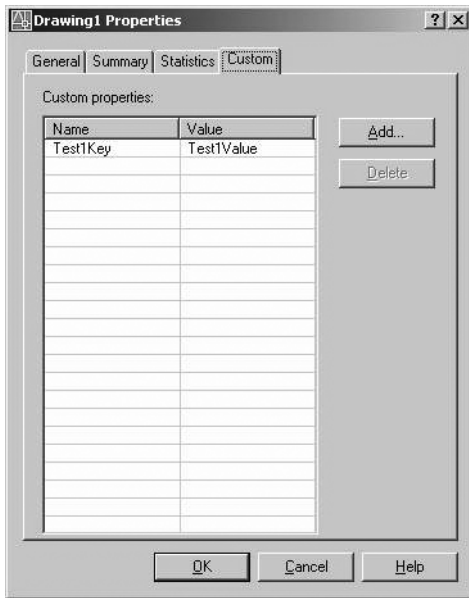 Drawing1 Properties
General Summary Statistics Custom
Custom properties:
Name Value
Test1Key Test1Value
Add...
Delete
OK Cancel Help